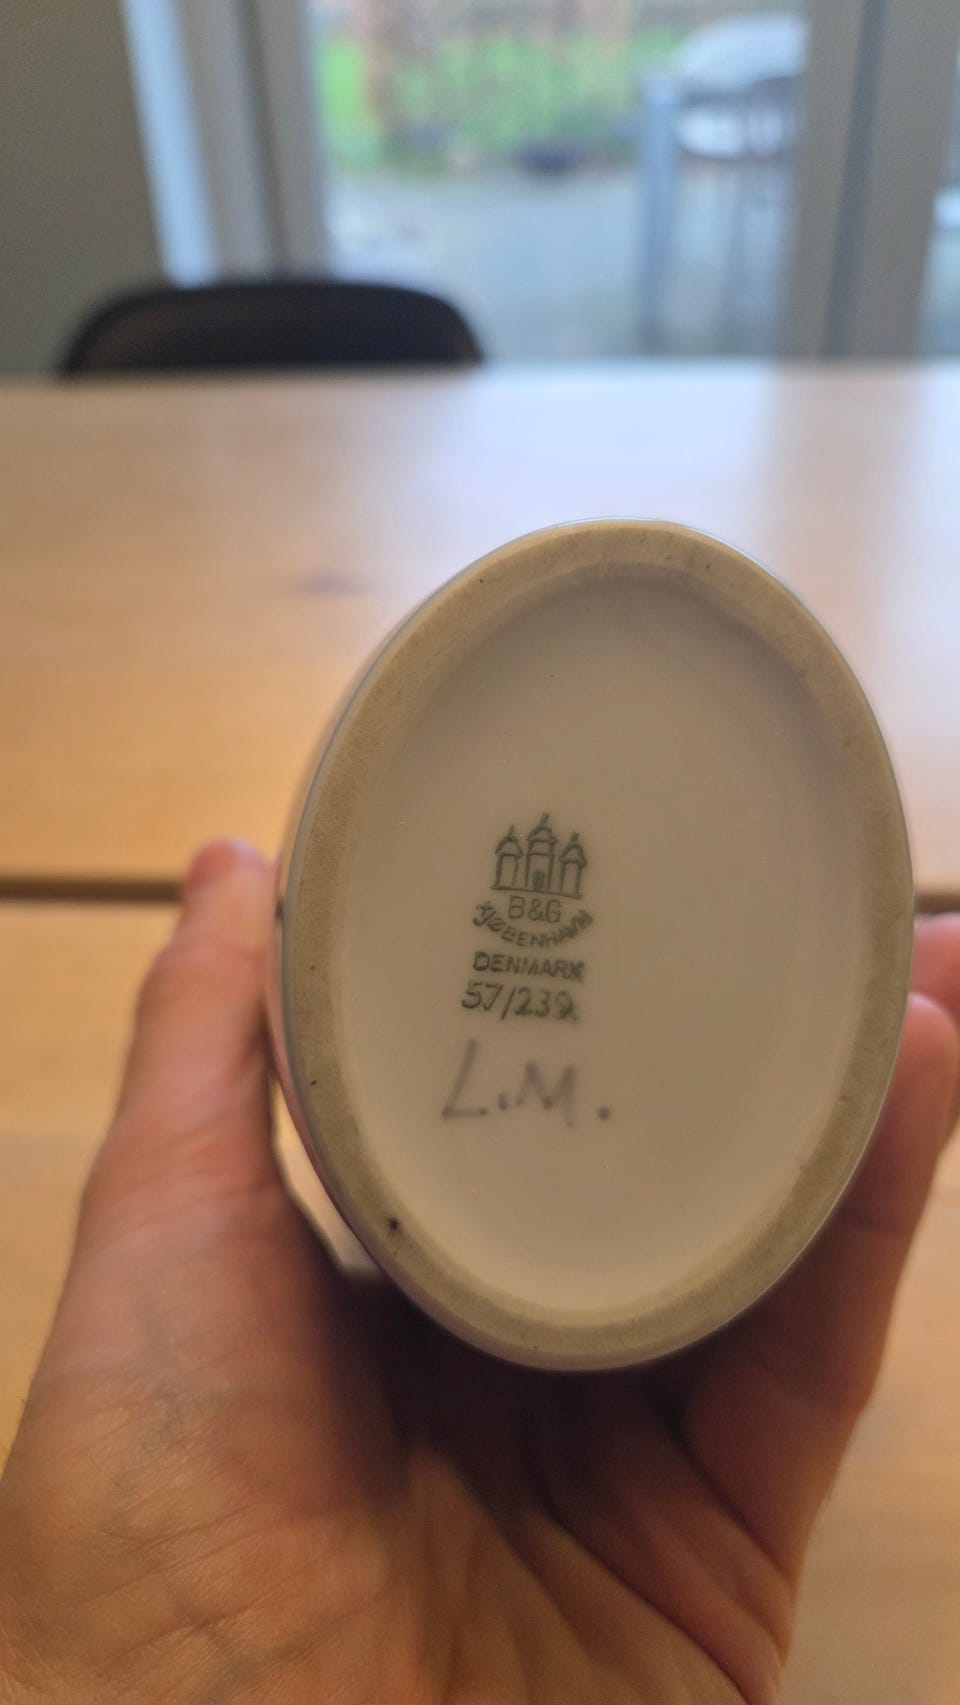 B&G
KJØBENHAVN
DENMARK
57/239.
L.M.